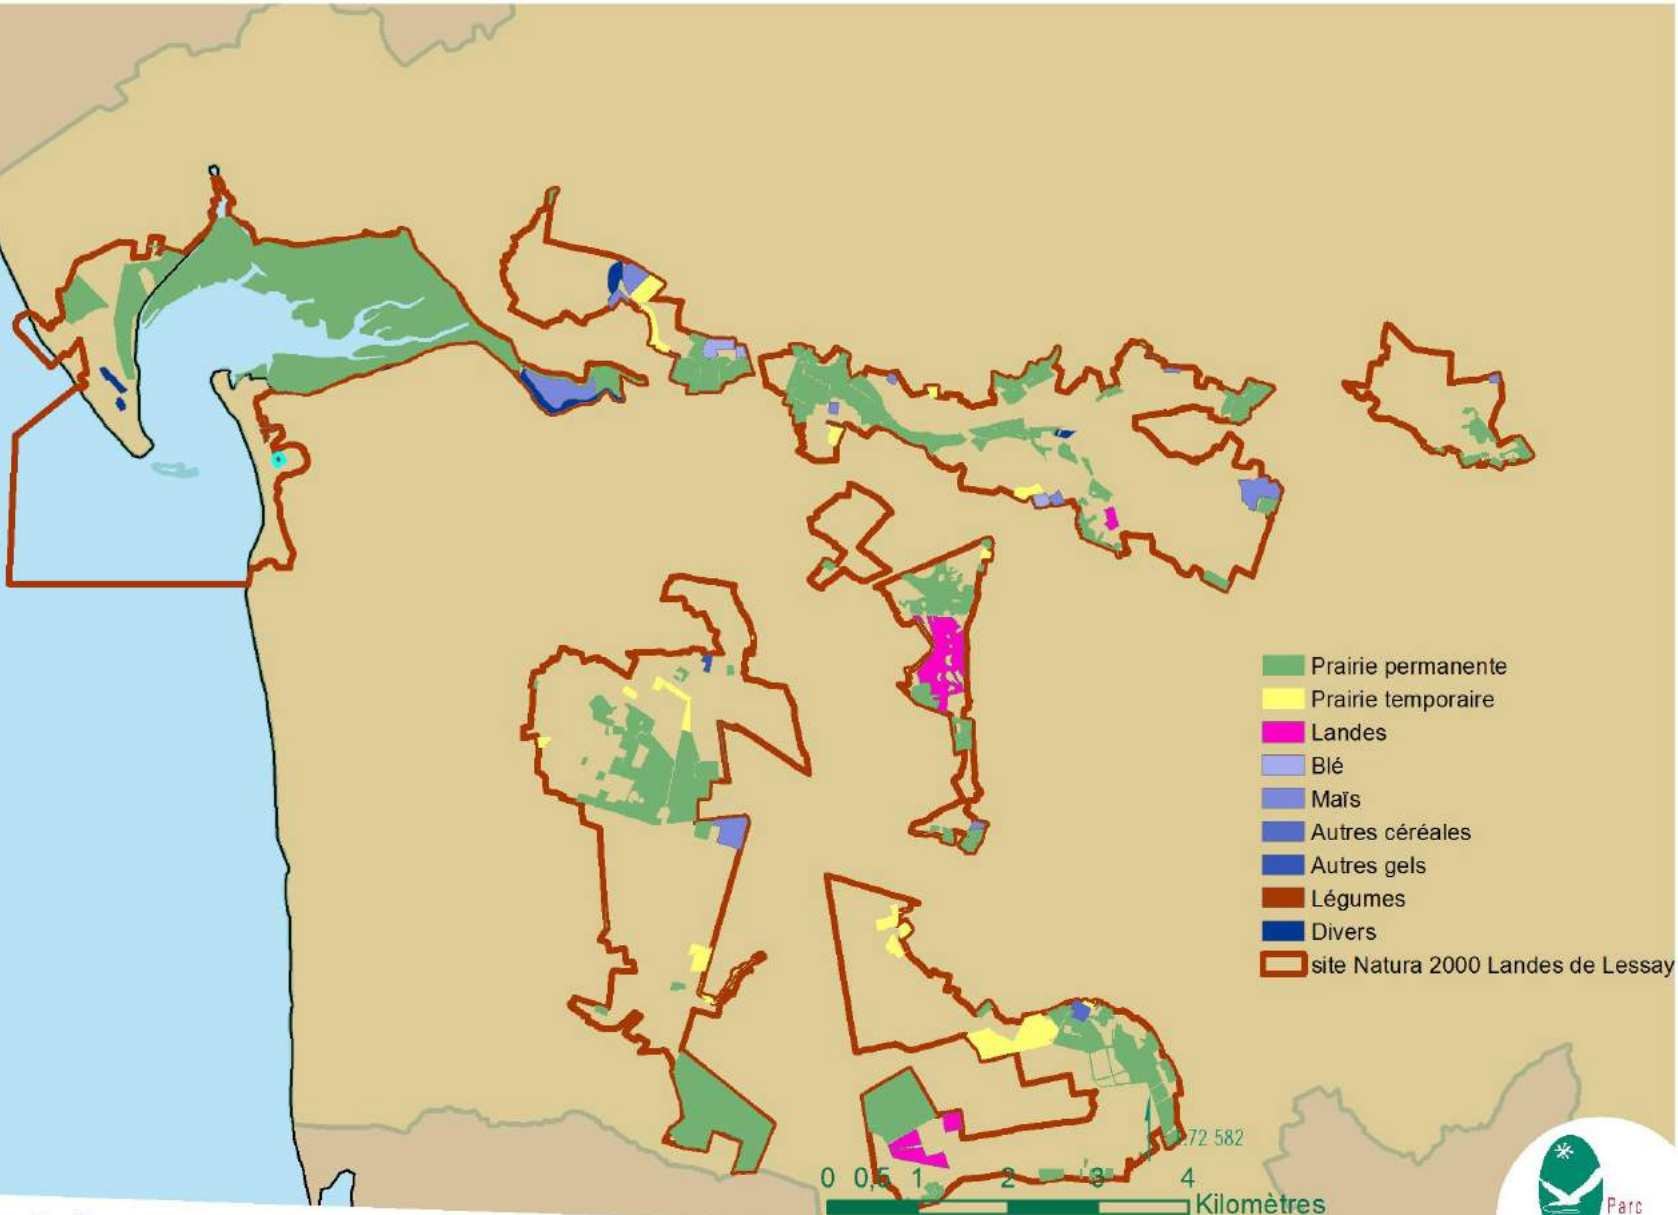 Prairie permanente
Prairie temporaire
Landes
Blé
Maïs
Autres céréales
Autres gels
Légumes
Divers
site Natura 2000 Landes de Lessay
72 582
0 0,5 1 2 3 4
Kilomètres
Parc